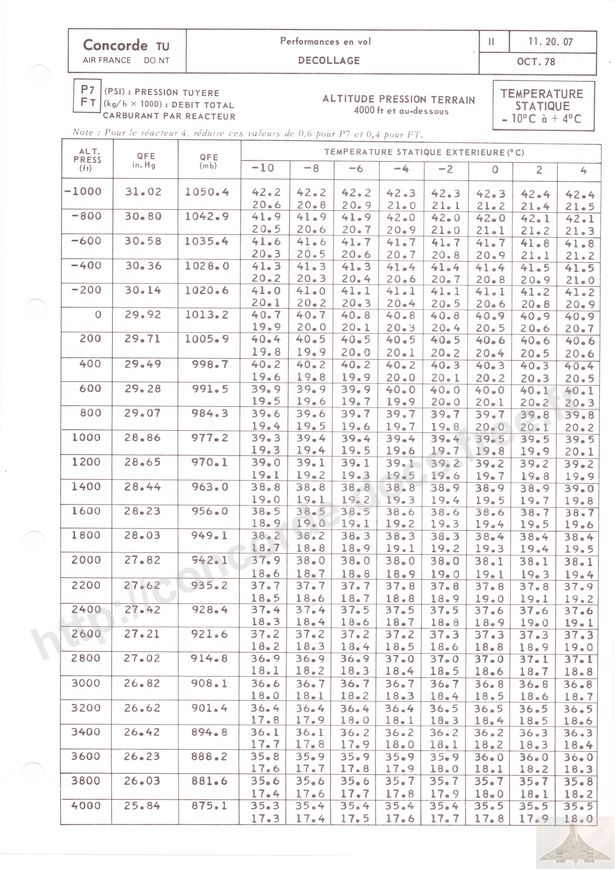 Concorde TU
AIR FRANCE DO.NT
Performances en vol
DECOLLAGE
II
11. 20. 07
OCT. 78
P7 (PSI) : PRESSION TUYERE
FT (kg/h × 1000) : DEBIT TOTAL
CARBURANT PAR REACTEUR
ALTITUDE PRESSION TERRAIN
4000 ft et au-dessous
TEMPERATURE
STATIQUE
- 10°C à + 4°C
Note : Pour le réacteur 4, réduire ces valeurs de 0,6 pour P7 et 0,4 pour FT.
ALT. PRESS (ft) QFE in.Hg QFE (mb) TEMPERATURE STATIQUE EXTERIEURE (°C)
-10 -8 -6 -4 -2 0 2 4
-1000 31.02 1050.4 42.2 42.2 42.2 42.3 42.3 42.3 42.4 42.4
20.6 20.8 20.9 21.0 21.1 21.2 21.4 21.5
-800 30.80 1042.9 41.9 41.9 41.9 42.0 42.0 42.0 42.1 42.1
20.5 20.6 20.7 20.9 21.0 21.1 21.2 21.3
-600 30.58 1035.4 41.6 41.6 41.7 41.7 41.7 41.7 41.8 41.8
20.3 20.5 20.6 20.7 20.8 20.9 21.1 21.2
-400 30.36 1028.0 41.3 41.3 41.3 41.4 41.4 41.4 41.5 41.5
20.2 20.3 20.4 20.6 20.7 20.8 20.9 21.0
-200 30.14 1020.6 41.0 41.0 41.1 41.1 41.1 41.1 41.2 41.2
20.1 20.2 20.3 20.4 20.5 20.6 20.8 20.9
0 29.92 1013.2 40.7 40.7 40.8 40.8 40.8 40.9 40.9 40.9
19.9 20.0 20.1 20.3 20.4 20.5 20.6 20.7
200 29.71 1005.9 40.4 40.5 40.5 40.5 40.5 40.6 40.6 40.6
19.8 19.9 20.0 20.1 20.2 20.4 20.5 20.6
400 29.49 998.7 40.2 40.2 40.2 40.2 40.3 40.3 40.3 40.4
19.6 19.8 19.9 20.0 20.1 20.2 20.3 20.5
600 29.28 991.5 39.9 39.9 39.9 40.0 40.0 40.0 40.1 40.1
19.5 19.6 19.7 19.9 20.0 20.1 20.2 20.3
800 29.07 984.3 39.6 39.6 39.7 39.7 39.7 39.7 39.8 39.8
19.4 19.5 19.6 19.7 19.8 20.0 20.1 20.2
1000 28.86 977.2 39.3 39.4 39.4 39.4 39.4 39.5 39.5 39.5
19.3 19.4 19.5 19.6 19.7 19.8 19.9 20.1
1200 28.65 970.1 39.0 39.1 39.1 39.1 39.2 39.2 39.2 39.2
19.1 19.2 19.3 19.5 19.6 19.7 19.8 19.9
1400 28.44 963.0 38.8 38.8 38.8 38.8 38.9 38.9 38.9 39.0
19.0 19.1 19.2 19.3 19.4 19.5 19.7 19.8
1600 28.23 956.0 38.5 38.5 38.5 38.6 38.6 38.6 38.7 38.7
18.9 19.0 19.1 19.2 19.3 19.4 19.5 19.6
1800 28.03 949.1 38.2 38.2 38.3 38.3 38.3 38.4 38.4 38.4
18.7 18.8 18.9 19.1 19.2 19.3 19.4 19.5
2000 27.82 942.1 37.9 38.0 38.0 38.0 38.0 38.1 38.1 38.1
18.6 18.7 18.8 18.9 19.0 19.1 19.3 19.4
2200 27.62 935.2 37.7 37.7 37.7 37.8 37.8 37.8 37.8 37.9
18.5 18.6 18.7 18.8 18.9 19.0 19.1 19.2
2400 27.42 928.4 37.4 37.4 37.5 37.5 37.5 37.6 37.6 37.6
18.3 18.4 18.6 18.7 18.8 18.9 19.0 19.1
2600 27.21 921.6 37.2 37.2 37.2 37.2 37.3 37.3 37.3 37.3
18.2 18.3 18.4 18.5 18.6 18.8 18.9 19.0
2800 27.02 914.8 36.9 36.9 36.9 37.0 37.0 37.0 37.1 37.1
18.1 18.2 18.3 18.4 18.5 18.6 18.7 18.8
3000 26.82 908.1 36.6 36.7 36.7 36.7 36.7 36.8 36.8 36.8
18.0 18.1 18.2 18.3 18.4 18.5 18.6 18.7
3200 26.62 901.4 36.4 36.4 36.4 36.4 36.5 36.5 36.5 36.5
17.8 17.9 18.0 18.1 18.3 18.4 18.5 18.6
3400 26.42 894.8 36.1 36.1 36.2 36.2 36.2 36.2 36.3 36.3
17.7 17.8 17.9 18.0 18.1 18.2 18.3 18.4
3600 26.23 888.2 35.8 35.9 35.9 35.9 35.9 36.0 36.0 36.0
17.6 17.7 17.8 17.9 18.0 18.1 18.2 18.3
3800 26.03 881.6 35.6 35.6 35.6 35.7 35.7 35.7 35.7 35.8
17.4 17.6 17.7 17.8 17.9 18.0 18.1 18.2
4000 25.84 875.1 35.3 35.4 35.4 35.4 35.4 35.5 35.5 35.5
17.3 17.4 17.5 17.6 17.7 17.8 17.9 18.0
http://concorde-docs.free.fr